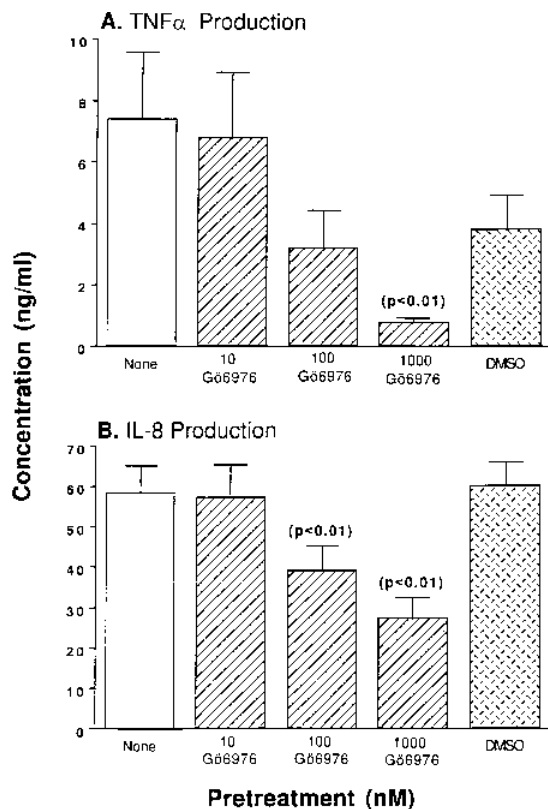 A. TNFα Production
10
8
6
4
2
0
(p<0.01)
None
10
Gö6976
100
Gö6976
1000
Gö6976
DMSO
Concentration (ng/ml)
B. IL-8 Production
70
60
50
40
30
20
10
0
(p<0.01)
(p<0.01)
None
10
Gö6976
100
Gö6976
1000
Gö6976
DMSO
Pretreatment (nM)